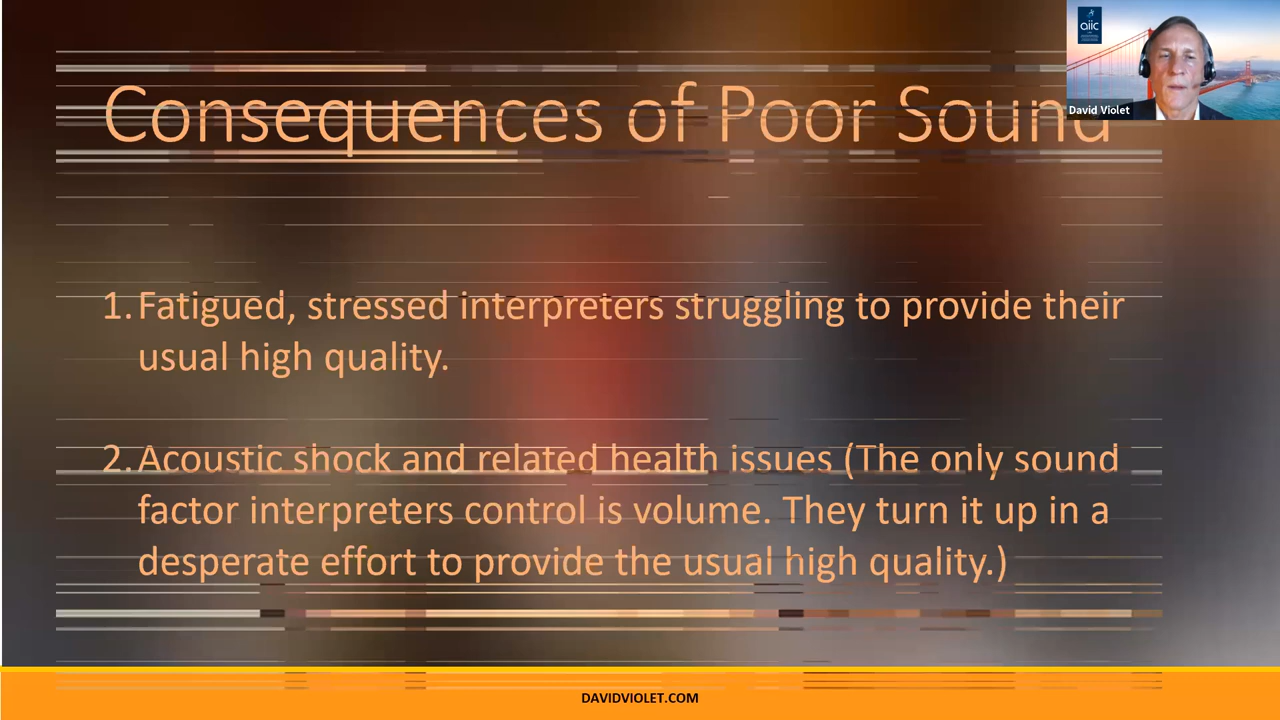 Consequences of Poor Sound
aiic
David Violet
1. Fatigued, stressed interpreters struggling to provide their
usual high quality.
2. Acoustic shock and related health issues (The only sound
factor interpreters control is volume. They turn it up in a
desperate effort to provide the usual high quality.)
DAVIDVIOLET.COM